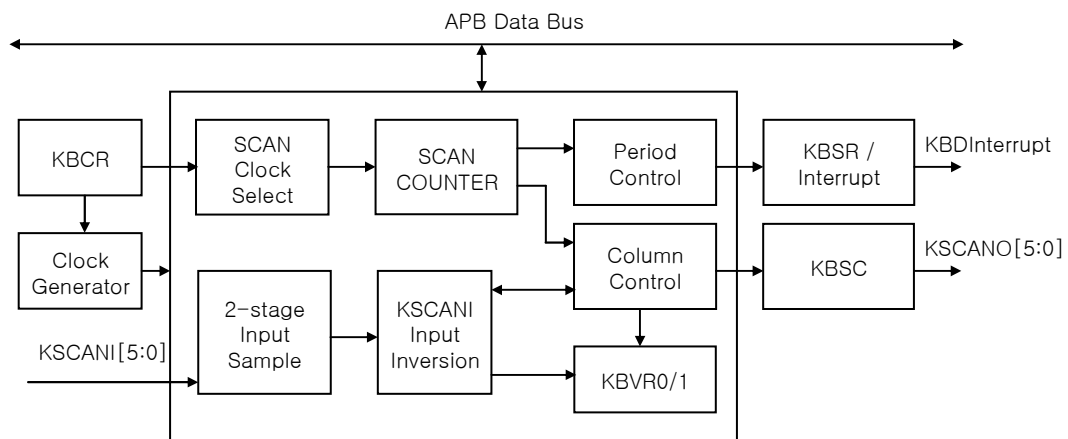 APB Data Bus
KBCR
SCAN
Clock
Select
SCAN
COUNTER
Period
Control
KBSR /
Interrupt
KBDInterrupt
Clock
Generator
Column
Control
KBSC
KSCANO[5:0]
KSCANI[5:0]
2-stage
Input
Sample
KSCANI
Input
Inversion
KBVR0/1